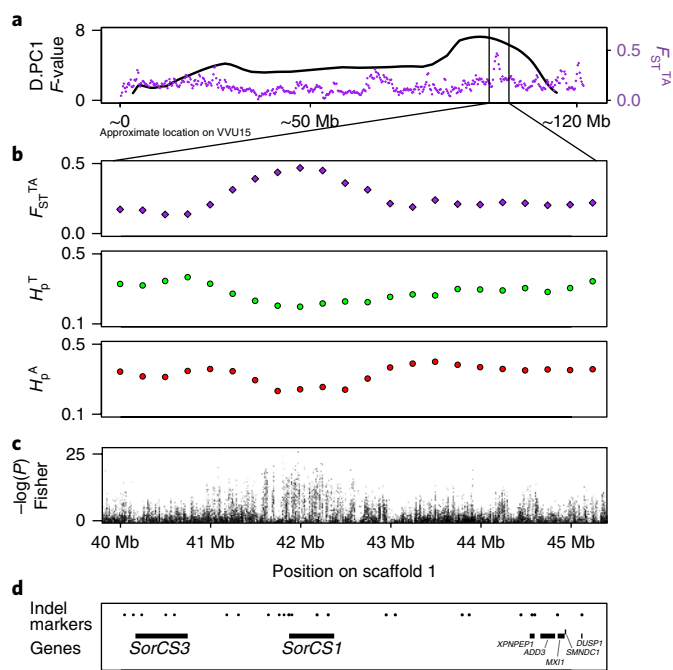 a
8
0
D.PC1
F-value
0.5
0.0
F_ST^TA
~0
~50 Mb
~120 Mb
Approximate location on VVU15
b
0.5
0.0
F_ST^TA
0.5
0.1
H_p^T
0.5
0.1
H_p^A
c
25
0
–log(P)
Fisher
40 Mb 41 Mb 42 Mb 43 Mb 44 Mb 45 Mb
Position on scaffold 1
d
Indel
markers
Genes
SorCS3
SorCS1
XPNPEP1
ADD3
MXI1
SMNDC1
DUSP1